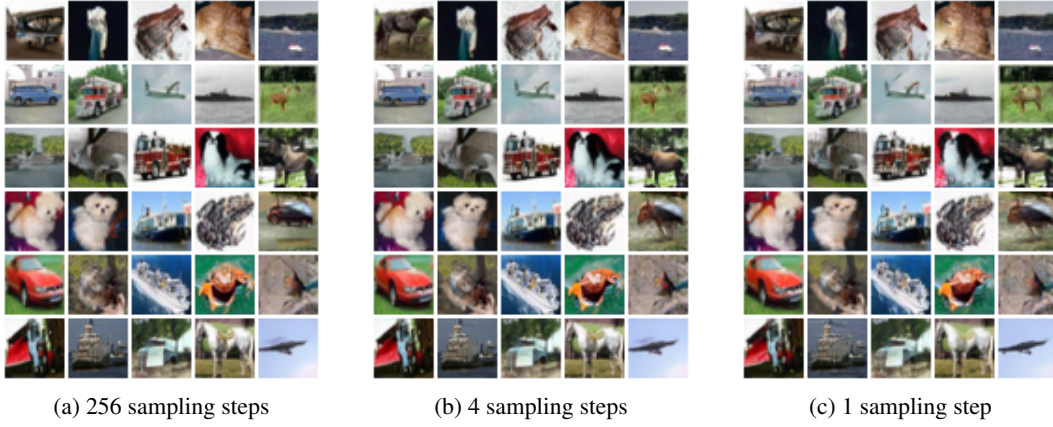 (a) 256 sampling steps
(b) 4 sampling steps
(c) 1 sampling step